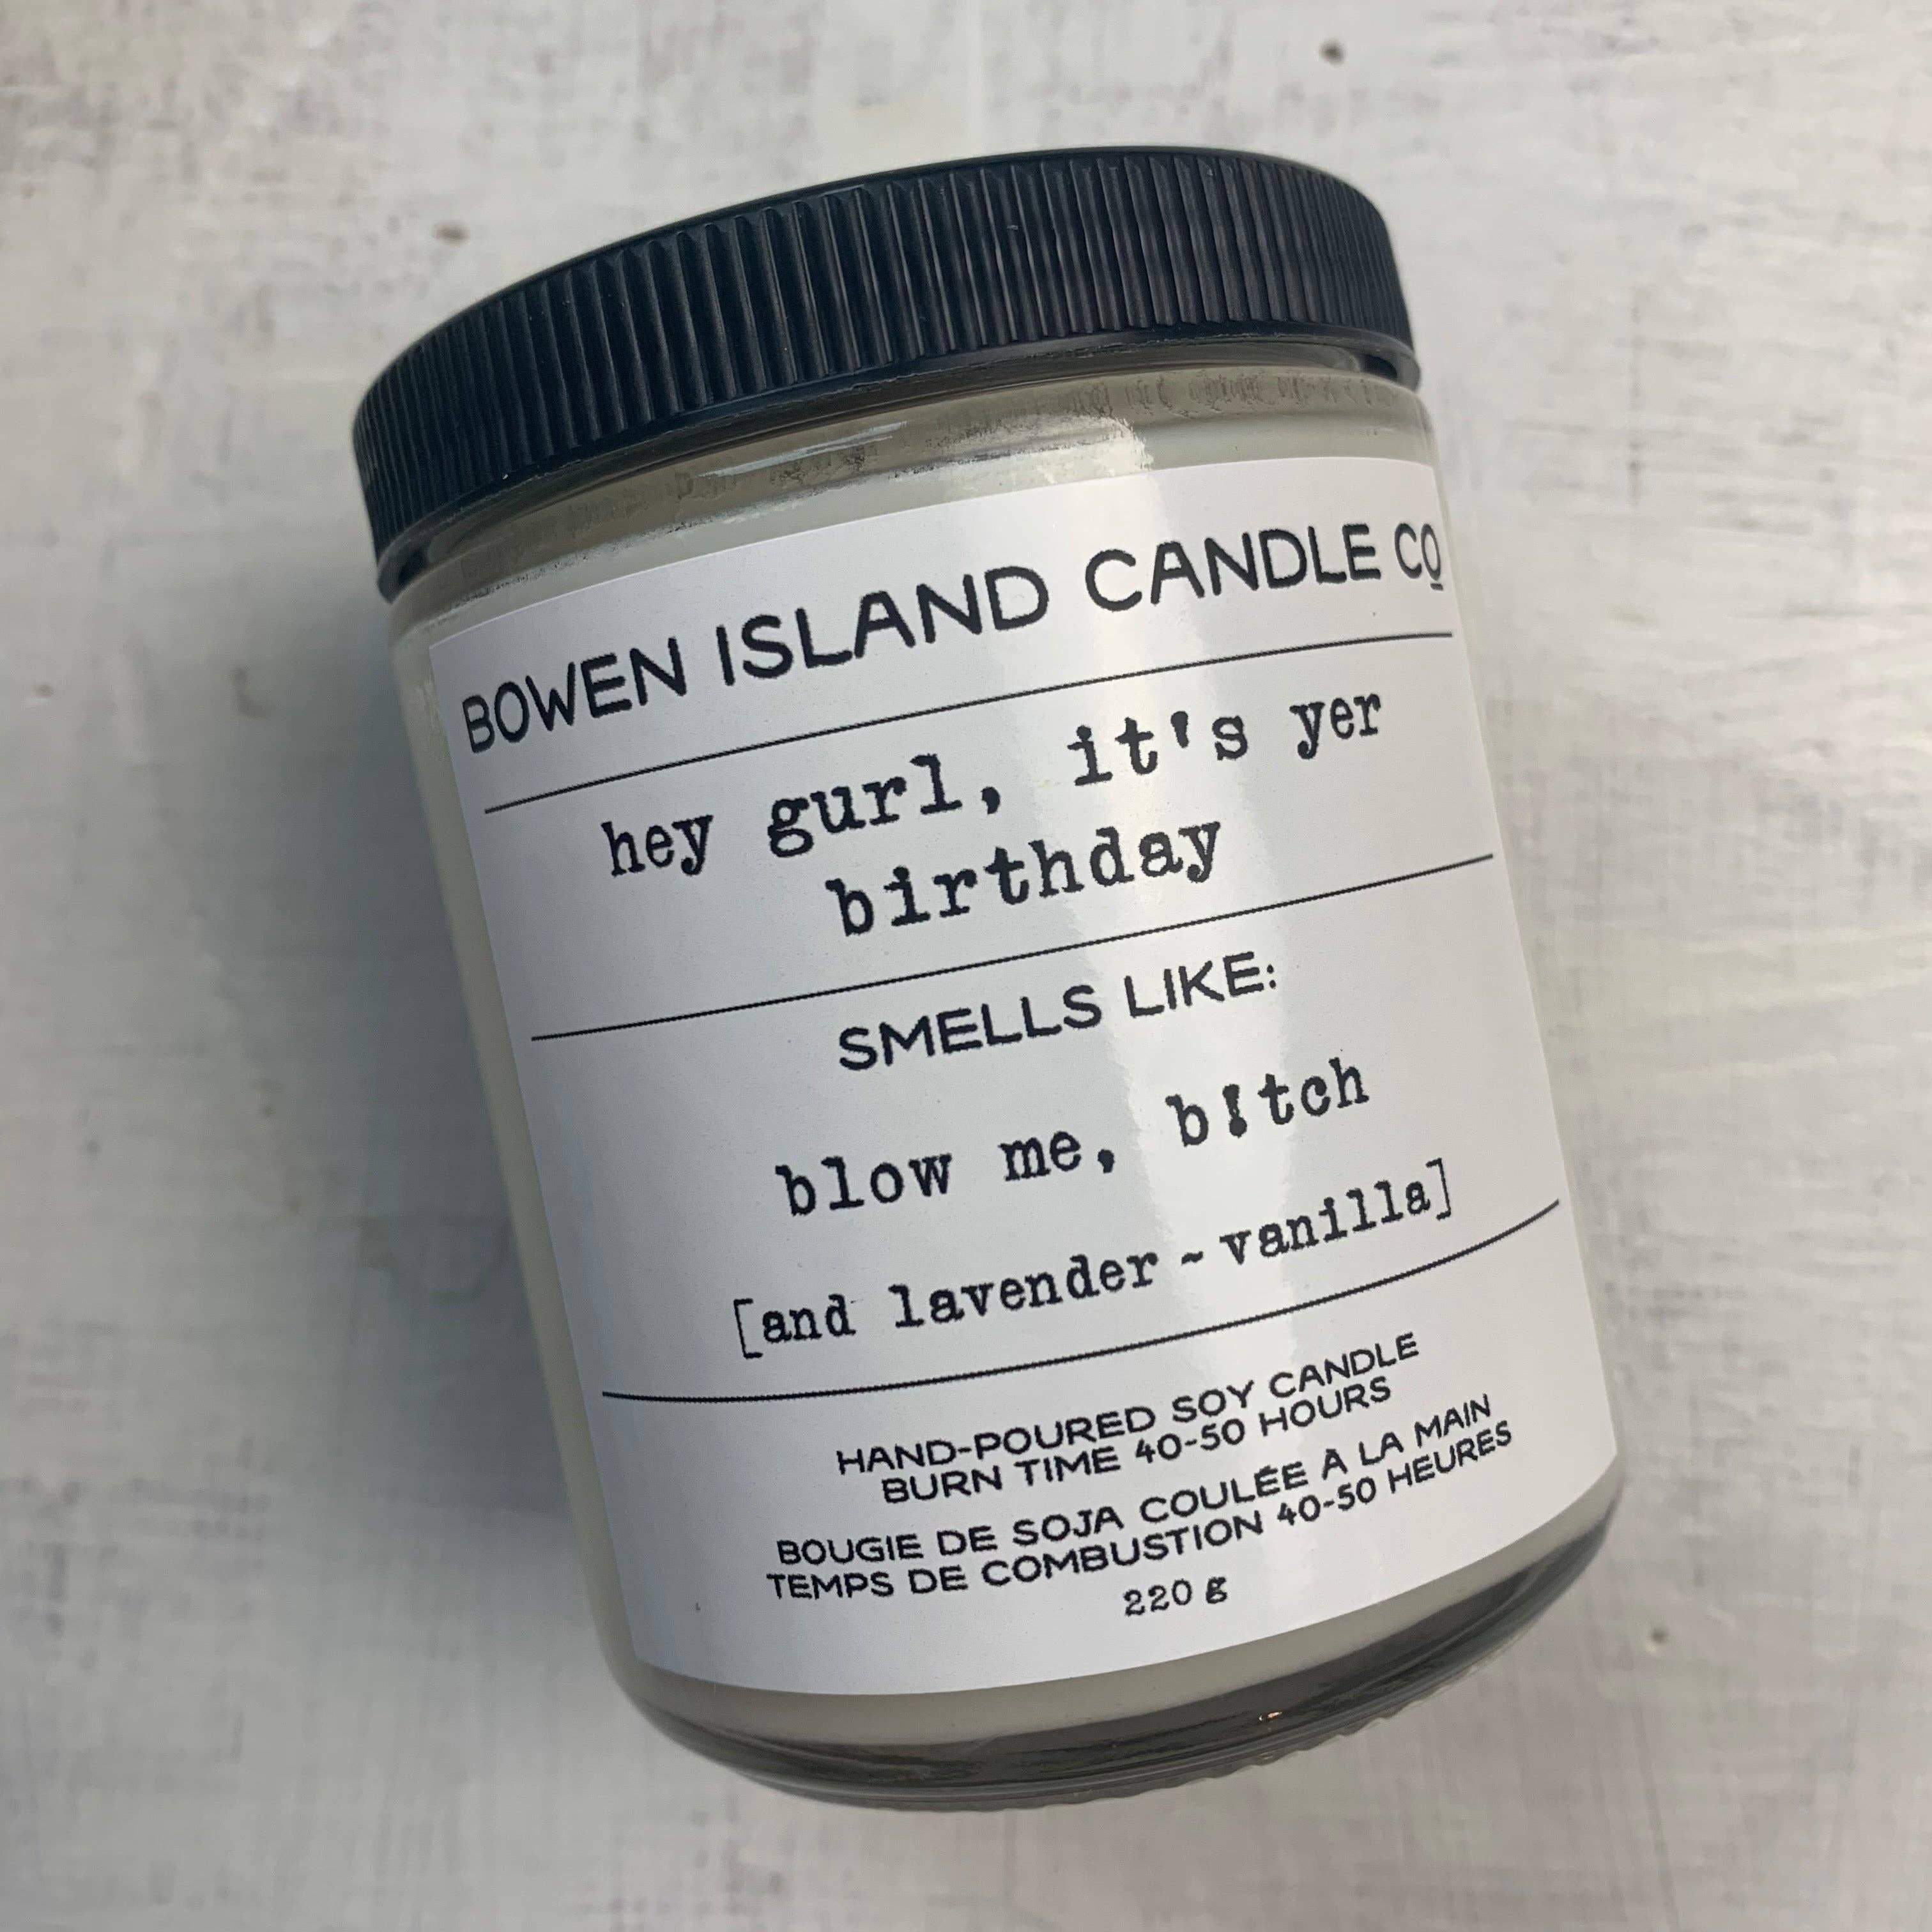 BOWEN ISLAND CANDLE CO
hey gurl, it's yer
birthday
SMELLS LIKE:
blow me, b!tch
[and lavender ~ vanilla]
HAND-POURED SOY CANDLE
BURN TIME 40-50 HOURS
BOUGIE DE SOJA COULÉE À LA MAIN
TEMPS DE COMBUSTION 40-50 HEURES
220 g